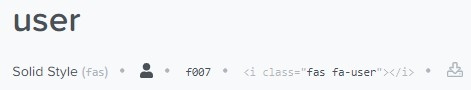 user
Solid Style (fas) • • f007 • <i class="fas fa-user"></i> •